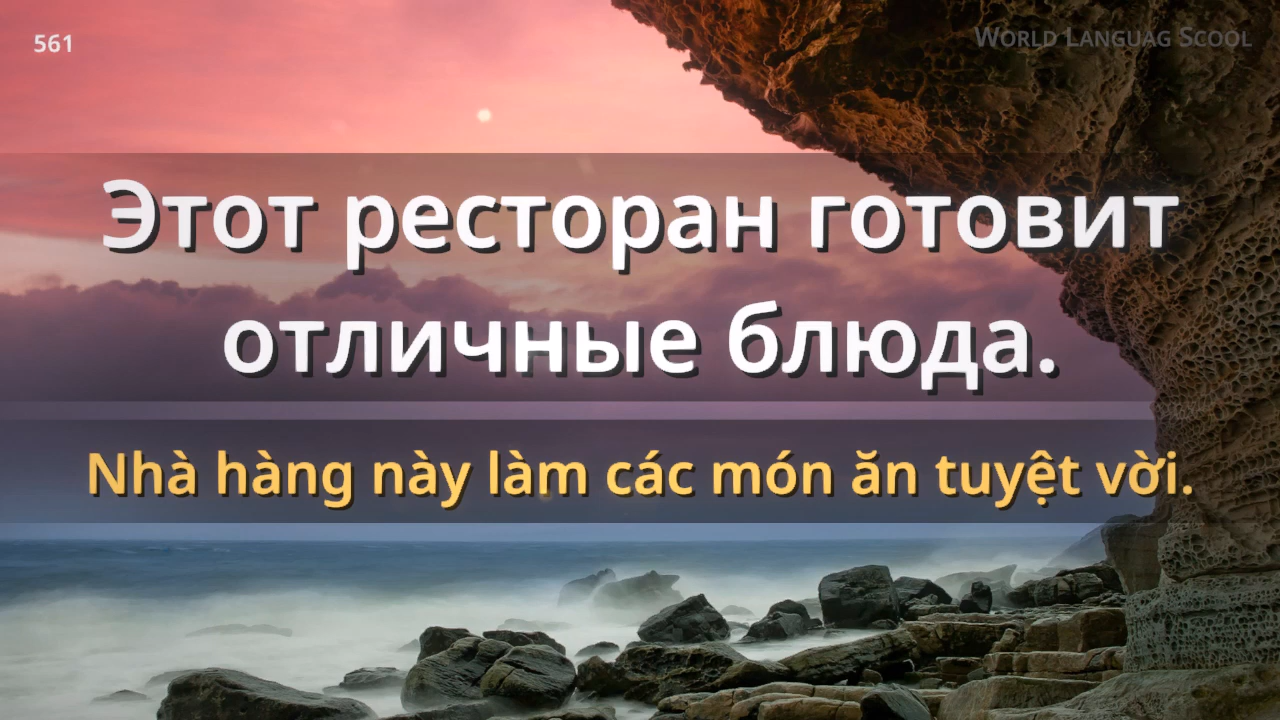 561
WORLD LANGUAG SCOOL
Этот ресторан готовит
отличные блюда.
Nhà hàng này làm các món ăn tuyệt vời.